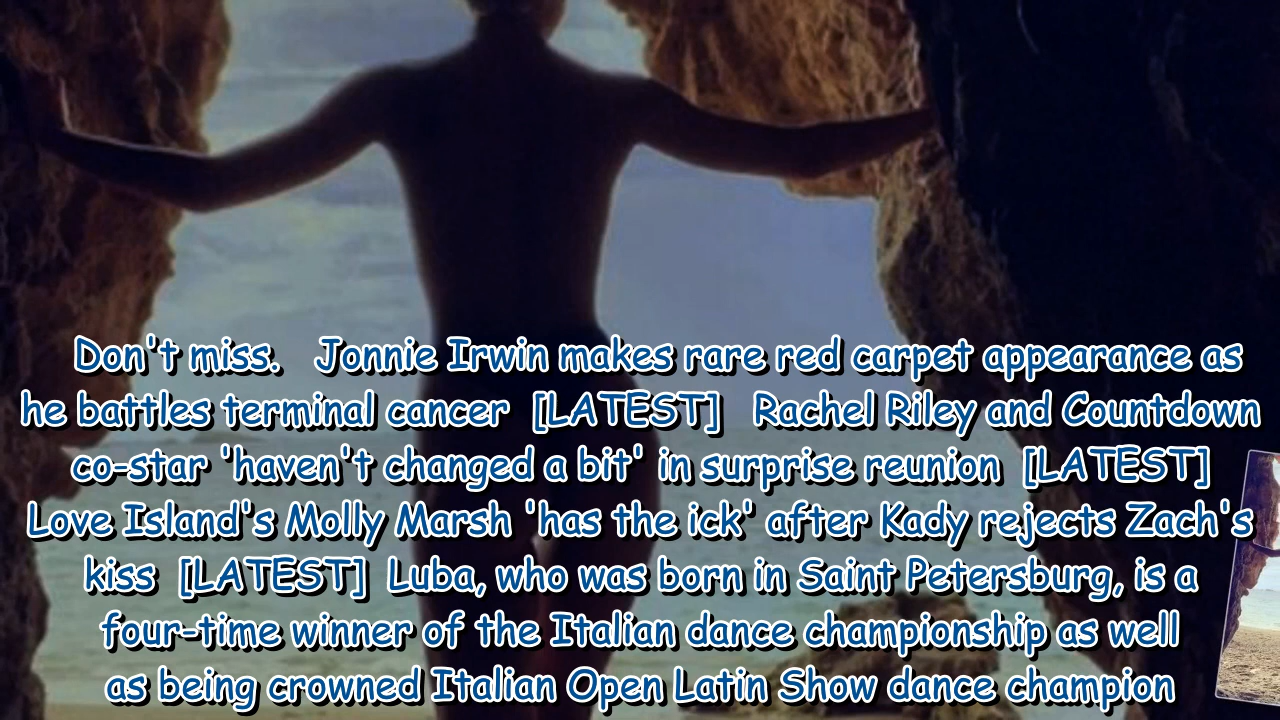 Don't miss.   Jonnie Irwin makes rare red carpet appearance as
he battles terminal cancer  [LATEST]   Rachel Riley and Countdown
co-star 'haven't changed a bit' in surprise reunion  [LATEST]
Love Island's Molly Marsh 'has the ick' after Kady rejects Zach's
kiss  [LATEST]  Luba, who was born in Saint Petersburg, is a
four-time winner of the Italian dance championship as well
as being crowned Italian Open Latin Show dance champion